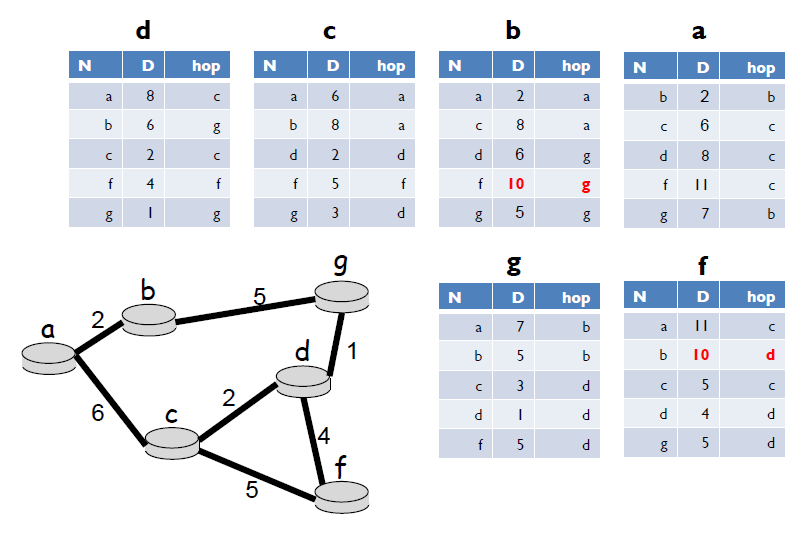 d
N D hop
a 8 c
b 6 g
c 2 c
f 4 f
g 1 g
c
N D hop
a 6 a
b 8 a
d 2 d
f 5 f
g 3 d
b
N D hop
a 2 a
c 8 a
d 6 g
f 10 g
g 5 g
a
N D hop
b 2 b
c 6 c
d 8 c
f 11 c
g 7 b
g
N D hop
a 7 b
b 5 b
c 3 d
d 1 d
f 5 d
f
N D hop
a 11 c
b 10 d
c 5 c
d 4 d
g 5 d
g
b
5
2
a
d
1
2
6
c
4
f
5